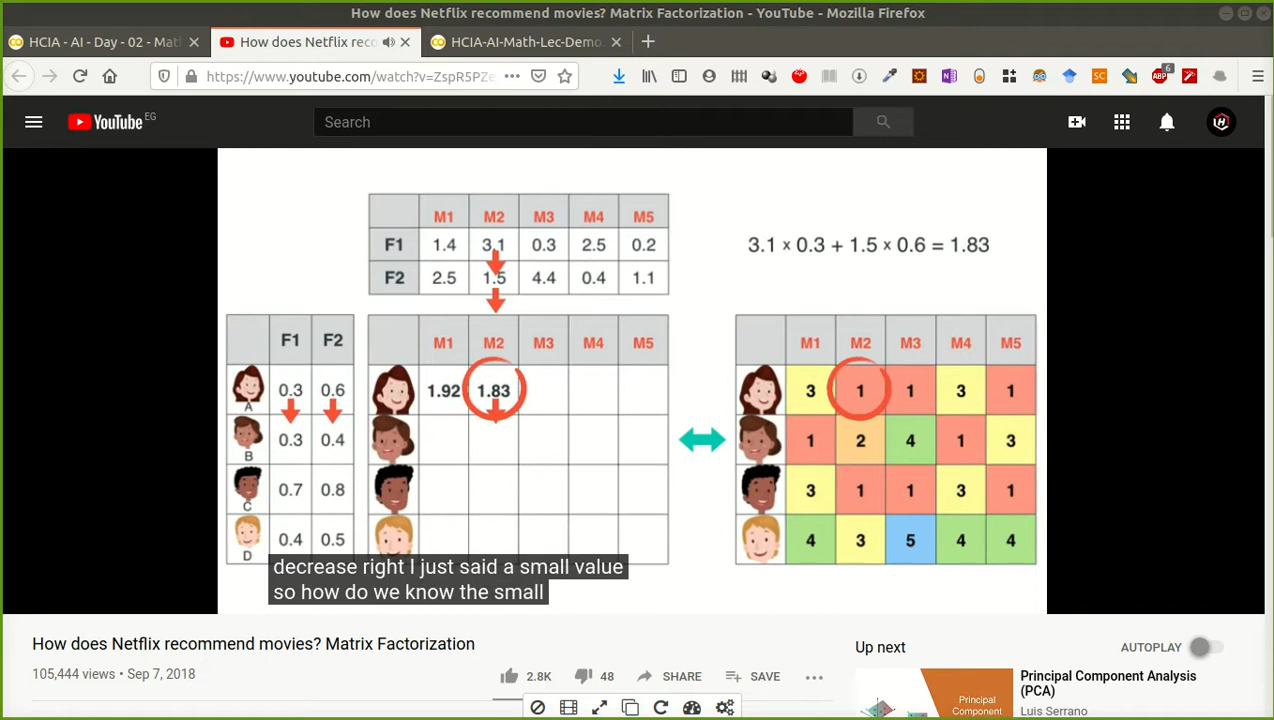 How does Netflix recommend movies? Matrix Factorization - YouTube - Mozilla Firefox
HCIA - AI - Day - 02 - Mat
How does Netflix reco
HCIA-AI-Math-Lec-Demo.
https://www.youtube.com/watch?v=ZspR5PZe
6
YouTube EG
Search
M1 M2 M3 M4 M5
F1 1.4 3.1 0.3 2.5 0.2
F2 2.5 1.5 4.4 0.4 1.1
3.1 × 0.3 + 1.5 × 0.6 = 1.83
F1 F2
A 0.3 0.6
B 0.3 0.4
C 0.7 0.8
D 0.4 0.5
M1 M2 M3 M4 M5
1.92 1.83
M1 M2 M3 M4 M5
3 1 1 3 1
1 2 4 1 3
3 1 1 3 1
4 3 5 4 4
decrease right I just said a small value
so how do we know the small
How does Netflix recommend movies? Matrix Factorization
105,444 views • Sep 7, 2018
2.8K 48 SHARE SAVE
Up next AUTOPLAY
Principal Component
Principal Component Analysis
(PCA)
Luis Serrano